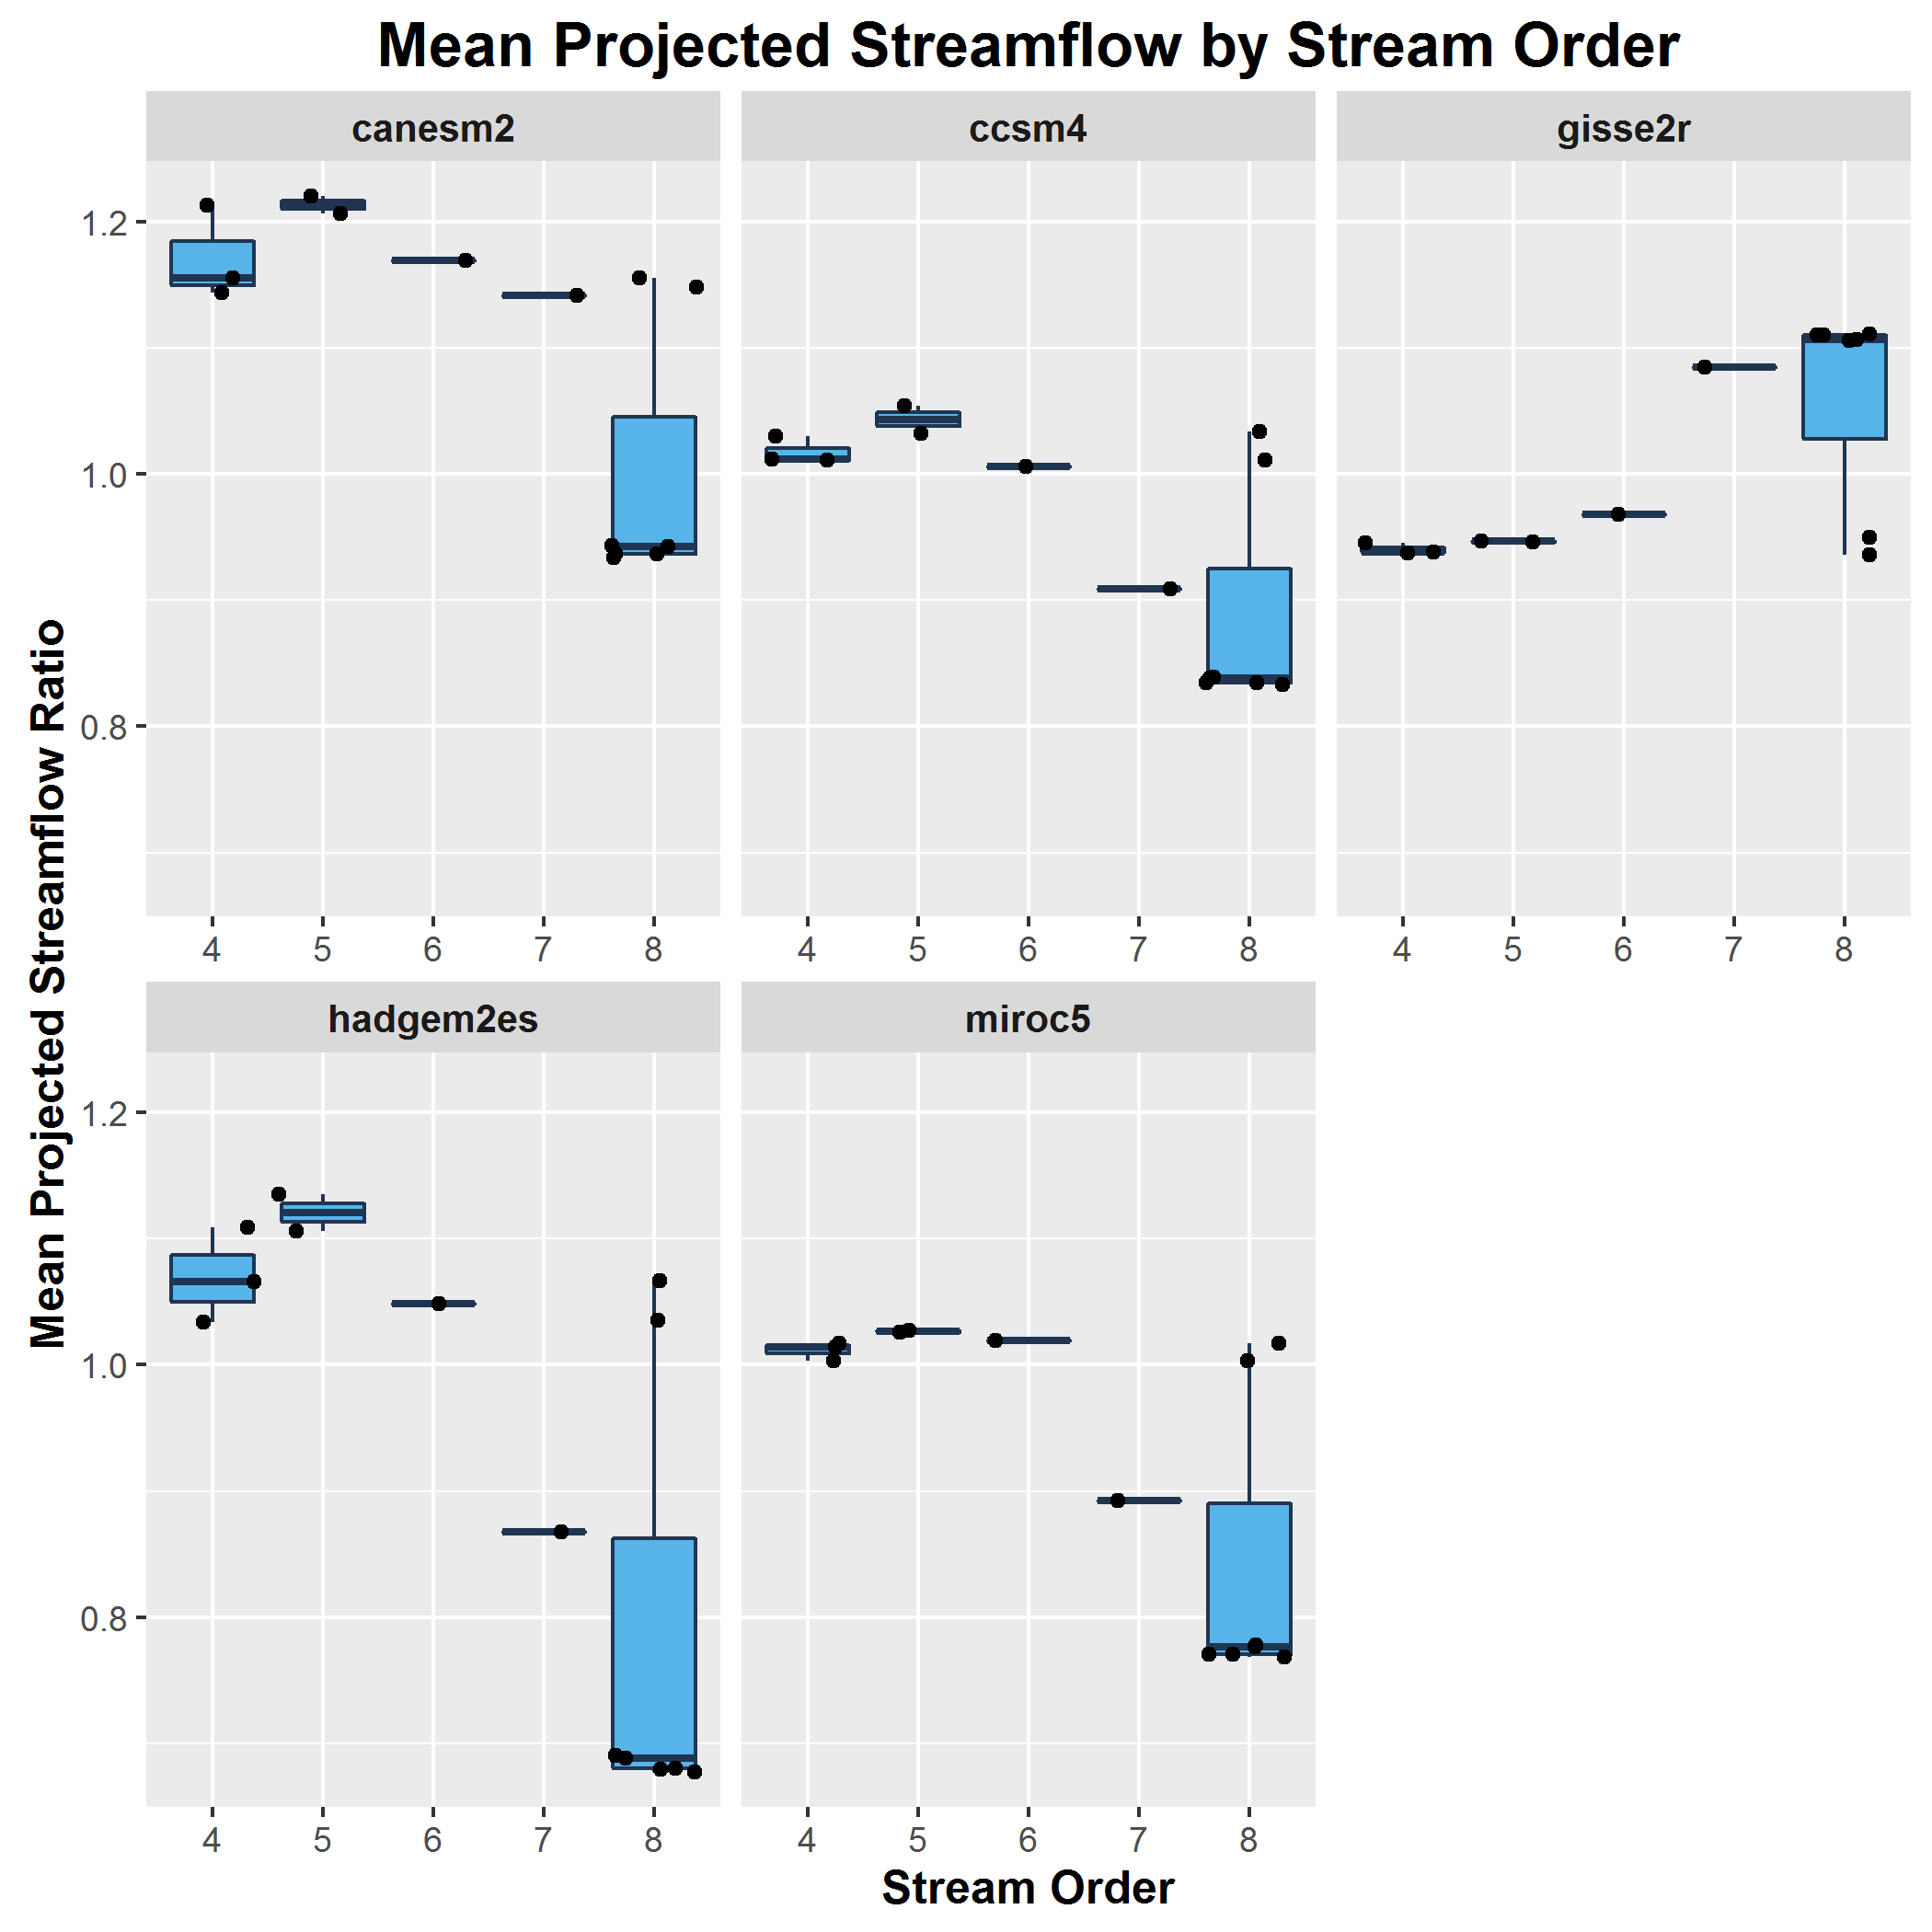 Mean Projected Streamflow by Stream Order
canesm2
ccsm4
gisse2r
Mean Projected Streamflow Ratio
1.2
1.0
0.8
4 5 6 7 8
4 5 6 7 8
4 5 6 7 8
hadgem2es
miroc5
1.2
1.0
0.8
4 5 6 7 8
4 5 6 7 8
Stream Order